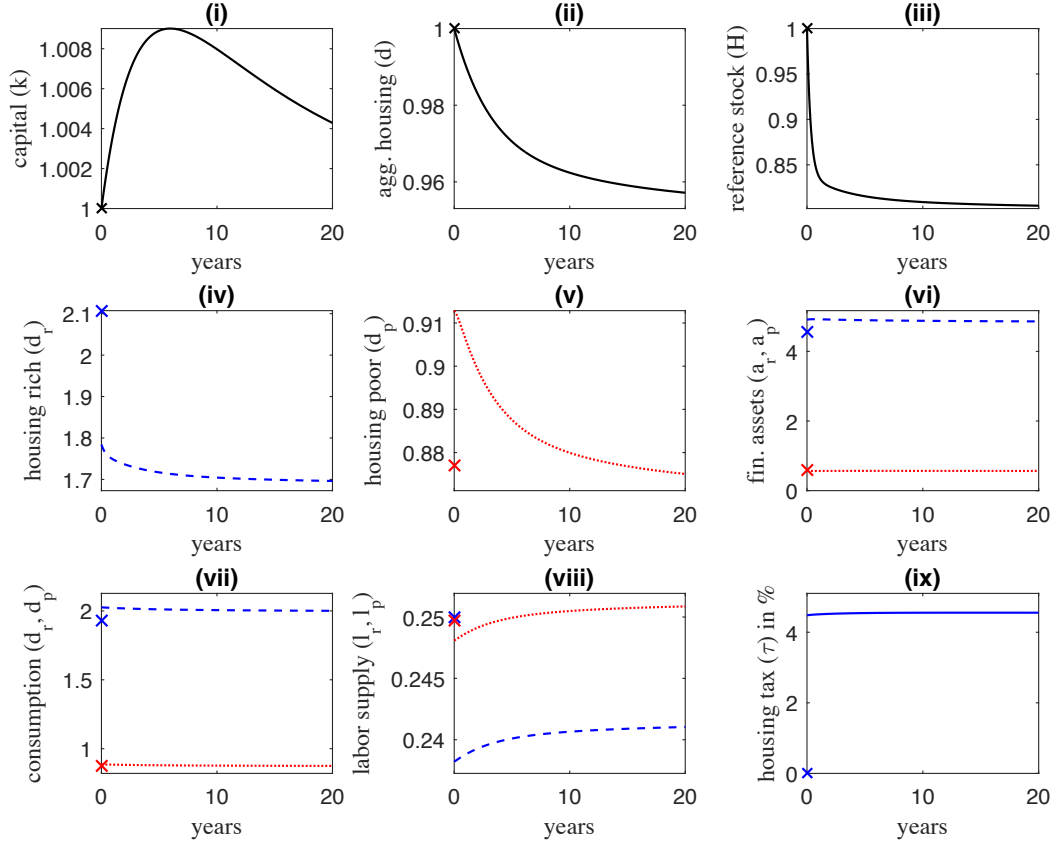 (i)
capital (k)
1.008
1.006
1.004
1.002
1
0
10
20
years
(ii)
agg. housing (d)
1
0.98
0.96
0
10
20
years
(iii)
reference stock (H)
1
0.95
0.9
0.85
0
10
20
years
(iv)
housing rich (d_r)
2.1
2
1.9
1.8
1.7
0
10
20
years
(v)
housing poor (d_p)
0.91
0.9
0.89
0.88
0
10
20
years
(vi)
fin. assets (a_r, a_p)
4
2
0
0
10
20
years
(vii)
consumption (d_r, d_p)
2
1.5
1
0
10
20
years
(viii)
labor supply (l_r, l_p)
0.25
0.245
0.24
0
10
20
years
(ix)
housing tax (τ) in %
4
2
0
0
10
20
years